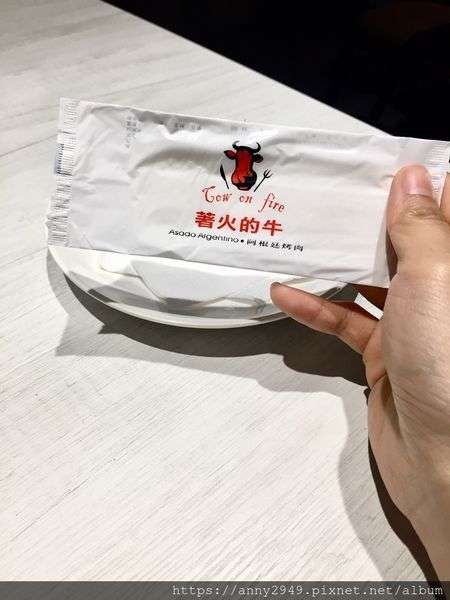 Cow on fire
著火的牛
Asado Argentino • 阿根廷烤肉
https://anny2949.pixnet.net/album